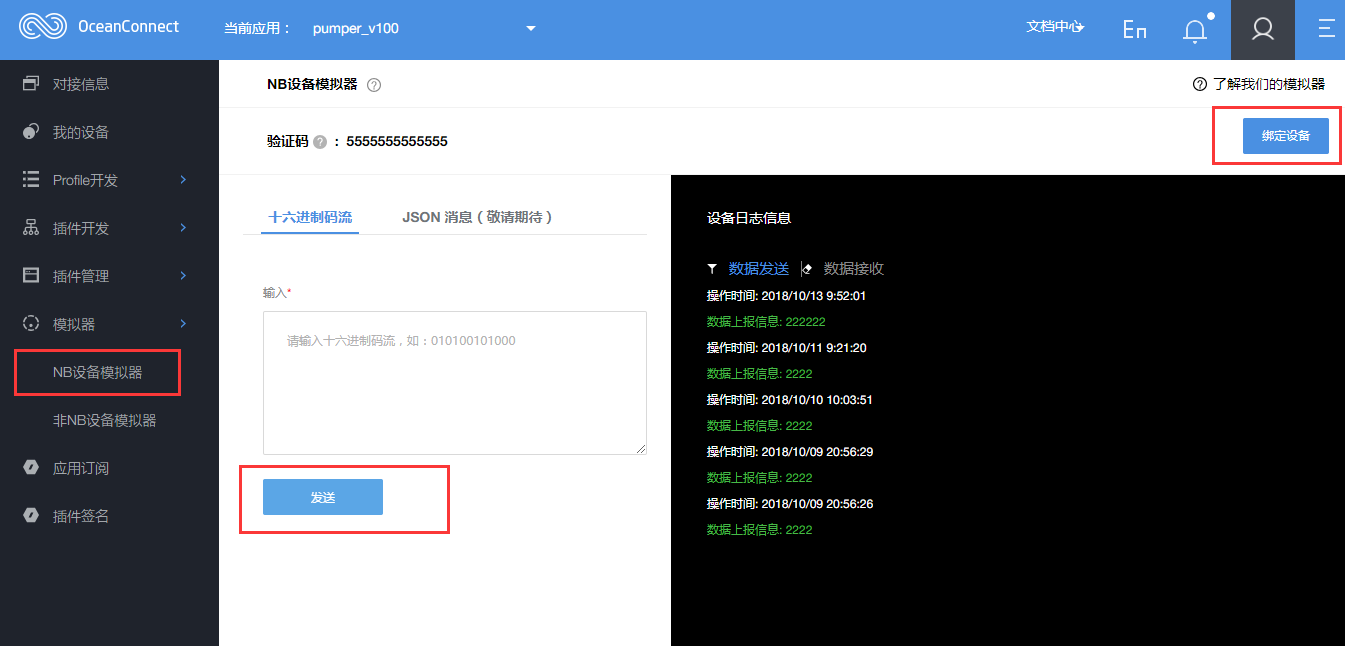 OceanConnect 当前应用： pumper_v100 文档中心 En
对接信息
我的设备
Profile开发
插件开发
插件管理
模拟器
NB设备模拟器
非NB设备模拟器
应用订阅
插件签名
NB设备模拟器 ? ? 了解我们的模拟器
验证码 ? ： 5555555555555 绑定设备
十六进制码流 JSON 消息（敬请期待）
输入*
请输入十六进制码流，如：010100101000
发送
设备日志信息
数据发送 数据接收
操作时间: 2018/10/13 9:52:01
数据上报信息: 222222
操作时间: 2018/10/11 9:21:20
数据上报信息: 2222
操作时间: 2018/10/10 10:03:51
数据上报信息: 2222
操作时间: 2018/10/09 20:56:29
数据上报信息: 2222
操作时间: 2018/10/09 20:56:26
数据上报信息: 2222